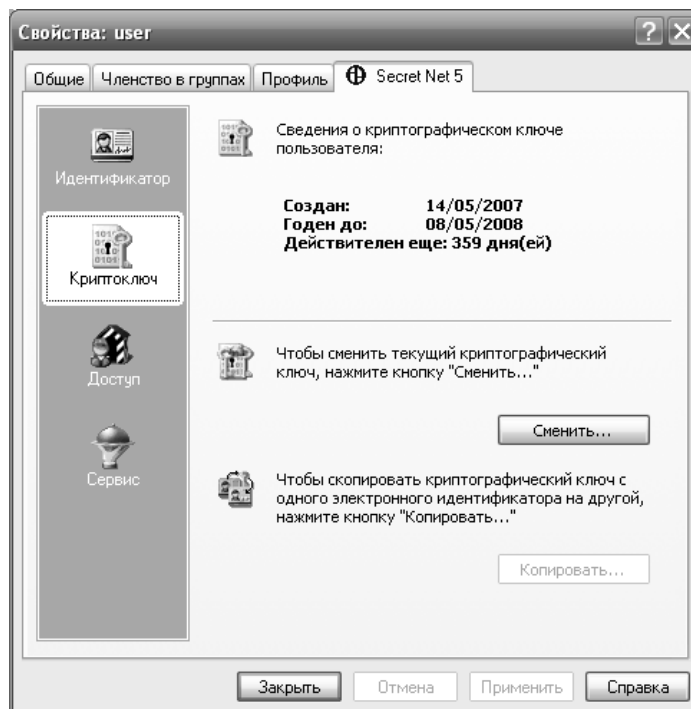 Свойства: user
Общие Членство в группах Профиль Secret Net 5
Идентификатор
Криптоключ
Доступ
Сервис
Сведения о криптографическом ключе
пользователя:
Создан: 14/05/2007
Годен до: 08/05/2008
Действителен еще: 359 дня(ей)
Чтобы сменить текущий криптографический
ключ, нажмите кнопку "Сменить..."
Сменить...
Чтобы скопировать криптографический ключ с
одного электронного идентификатора на другой,
нажмите кнопку "Копировать..."
Копировать...
Закрыть Отмена Применить Справка